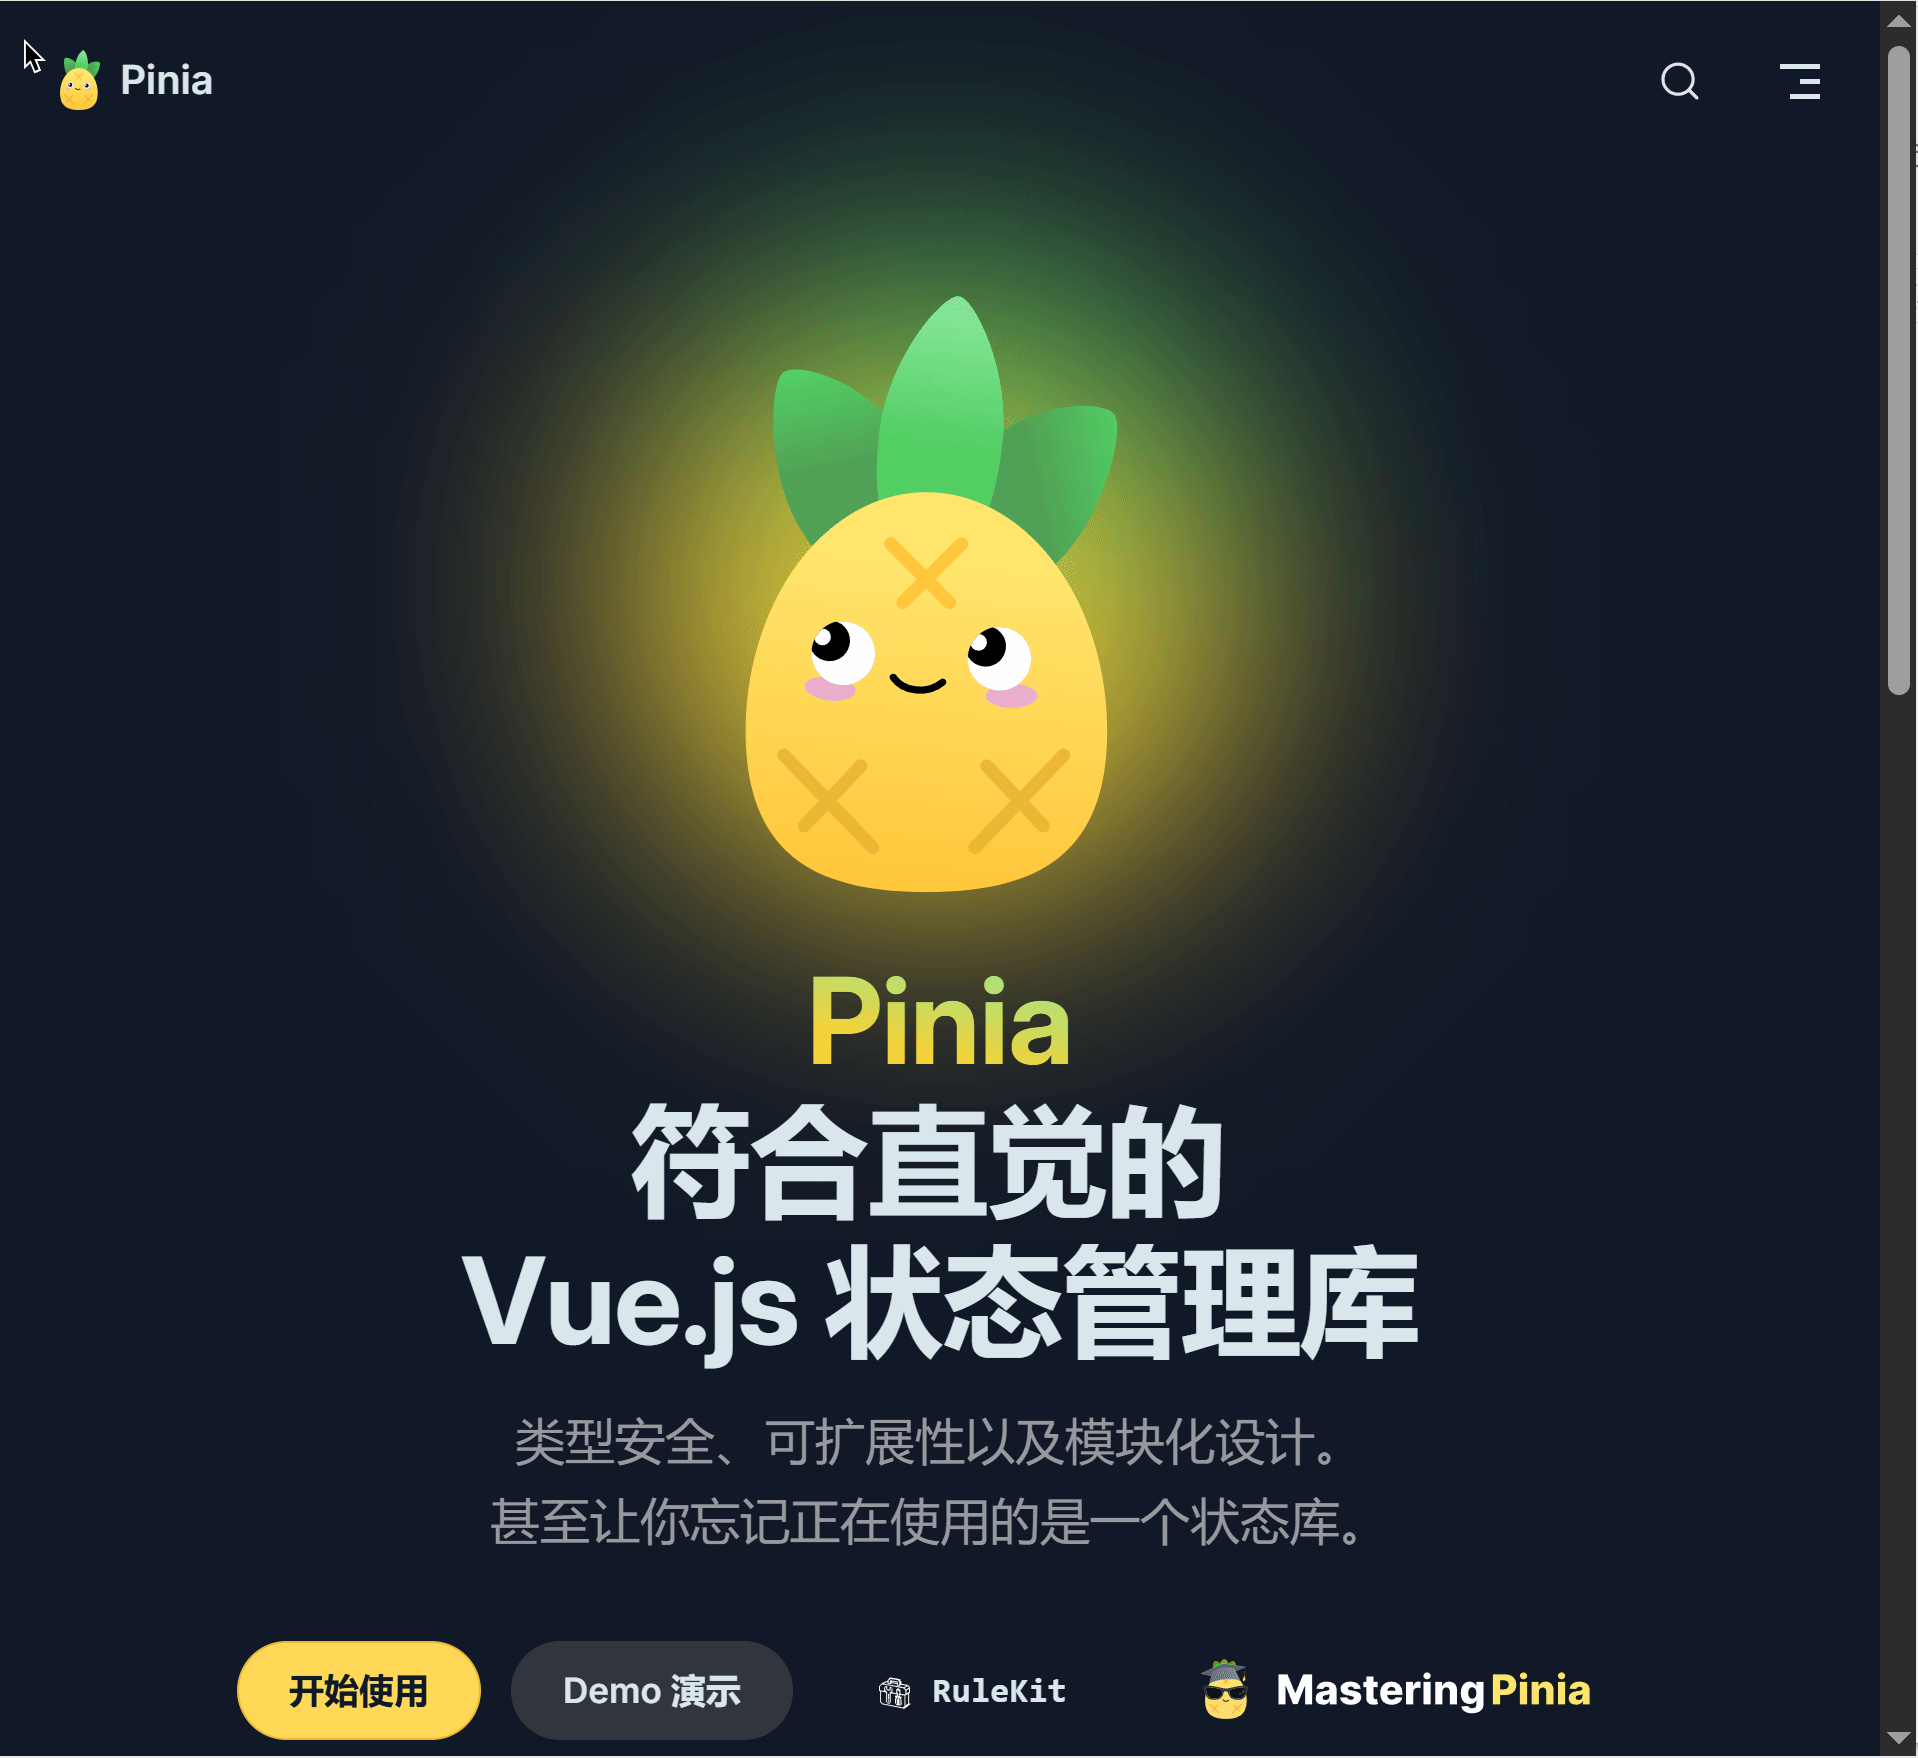 Pinia
Pinia
符合直觉的
Vue.js 状态管理库
类型安全、可扩展性以及模块化设计。
甚至让你忘记正在使用的是一个状态库。
开始使用
Demo 演示
RuleKit
Mastering Pinia